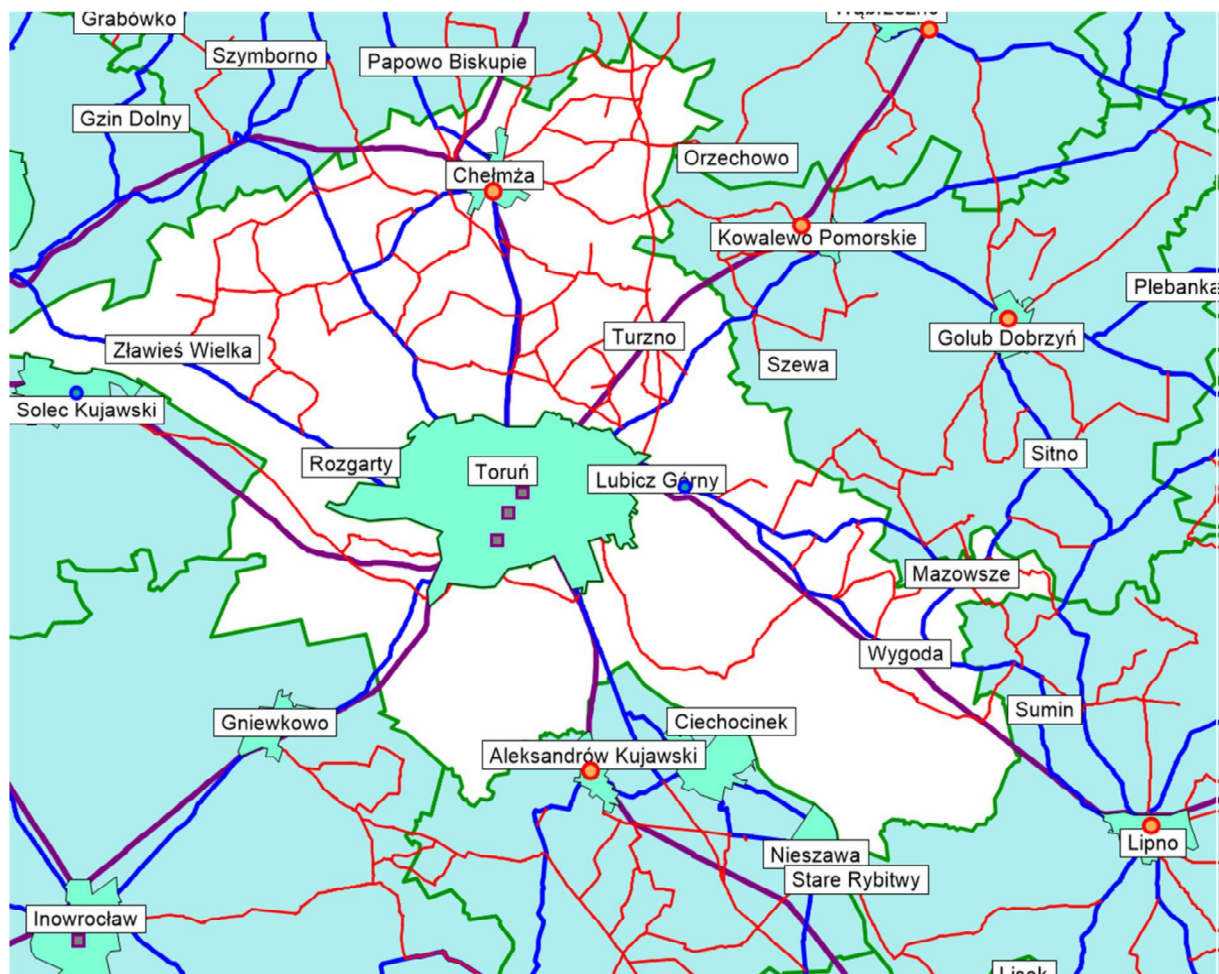 Grabówko
Szymborno
Papowo Biskupie
Gzin Dolny
Orzechowo
Chełmża
Kowalewo Pomorskie
Plebanka
Turzno
Golub Dobrzyń
Zławieś Wielka
Szewa
Solec Kujawski
Sitno
Rozgarty
Toruń
Lubicz Górny
Mazowsze
Wygoda
Sumin
Gniewkowo
Ciechocinek
Aleksandrów Kujawski
Lipno
Nieszawa
Stare Rybitwy
Inowrocław